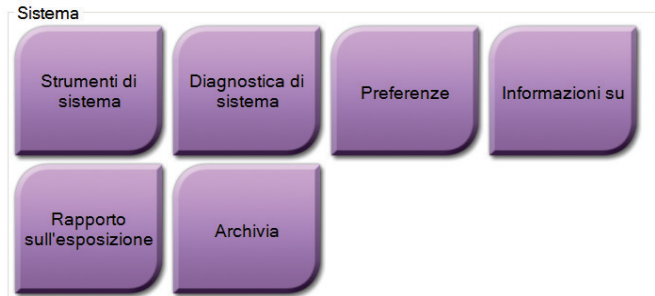 Sistema
Strumenti di
sistema
Diagnostica di
sistema
Preferenze
Informazioni su
Rapporto
sull'esposizione
Archivia